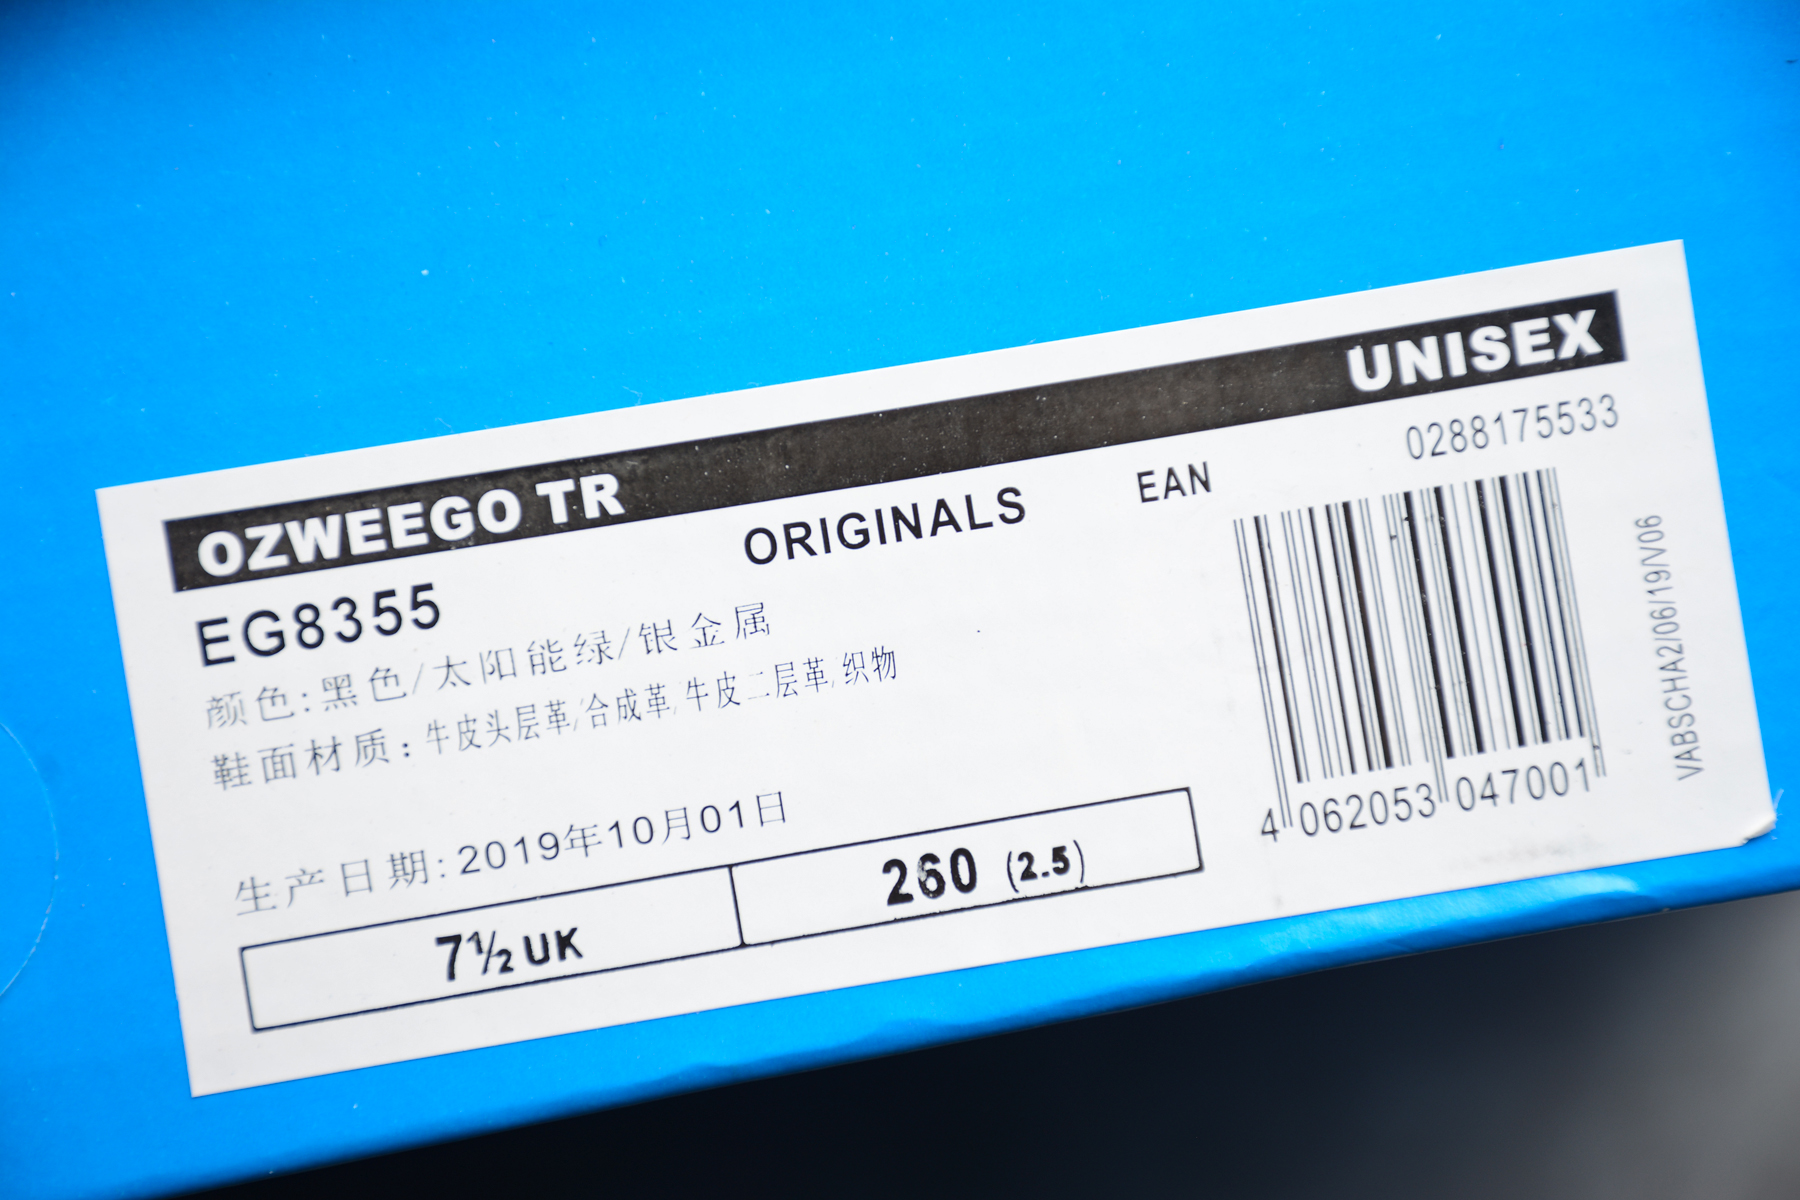 OZWEEGO TR UNISEX
EG8355 ORIGINALS EAN 0288175533
颜色:黑色/太阳能绿/银金属
鞋面材质:牛皮头层革/合成革/牛皮二层革/织物
生产日期:2019年10月01日
7½ UK 260 (2.5)
4 062053 047001
VABSCHA2/06/19/V06